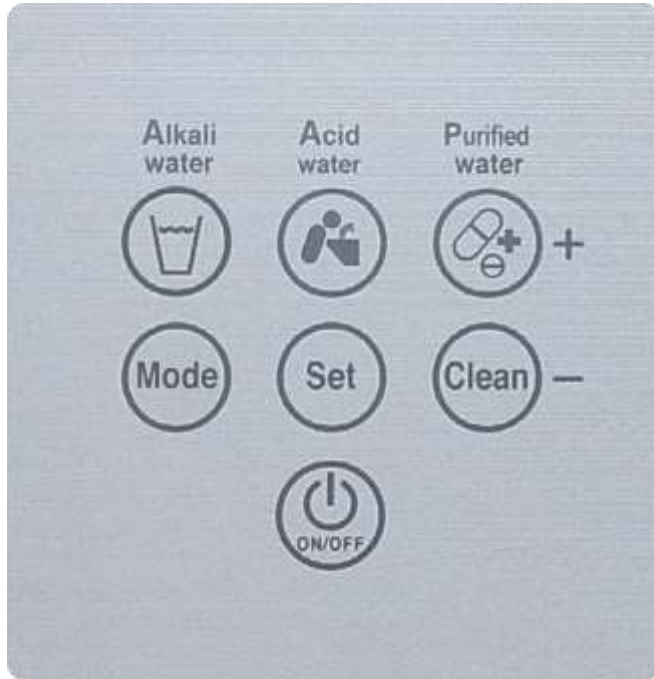 Alkali water
Acid water
Purified water
+
Mode
Set
Clean
−
ON/OFF